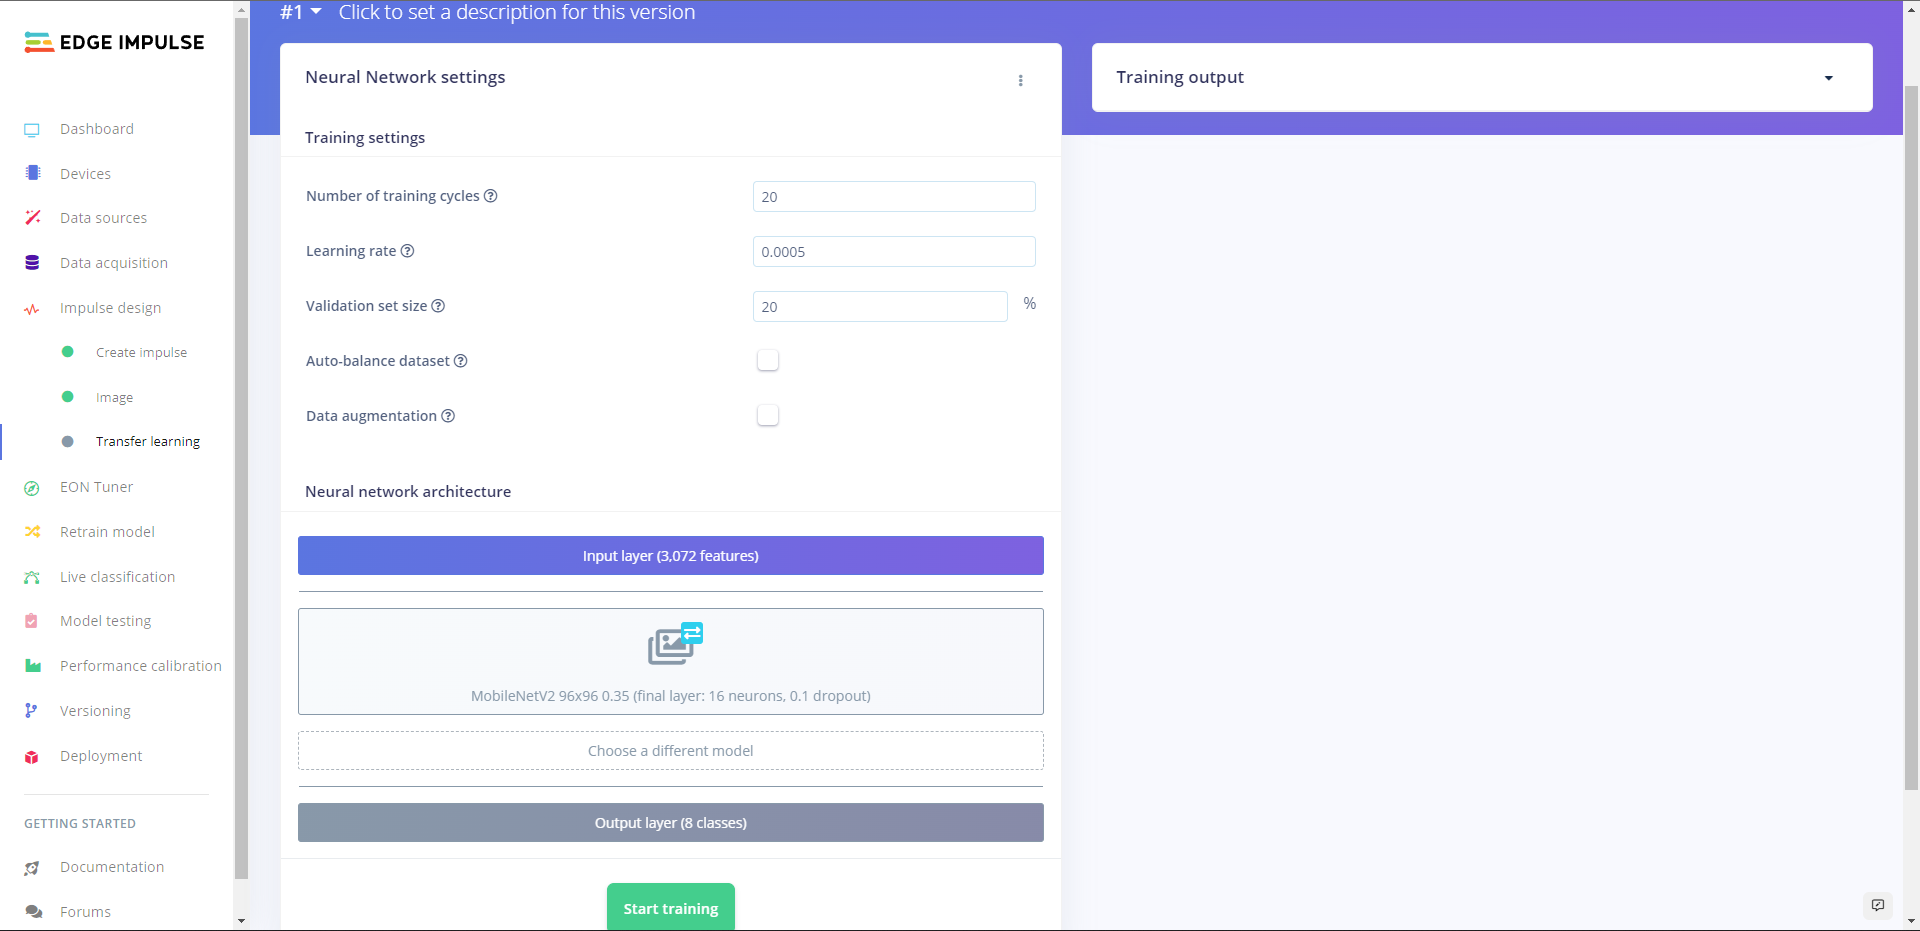 EDGE IMPULSE
Dashboard
Devices
Data sources
Data acquisition
Impulse design
Create impulse
Image
Transfer learning
EON Tuner
Retrain model
Live classification
Model testing
Performance calibration
Versioning
Deployment
GETTING STARTED
Documentation
Forums
#1 Click to set a description for this version
Neural Network settings
Training settings
Number of training cycles 20
Learning rate 0.0005
Validation set size 20 %
Auto-balance dataset
Data augmentation
Neural network architecture
Input layer (3,072 features)
MobileNetV2 96x96 0.35 (final layer: 16 neurons, 0.1 dropout)
Choose a different model
Output layer (8 classes)
Start training
Training output